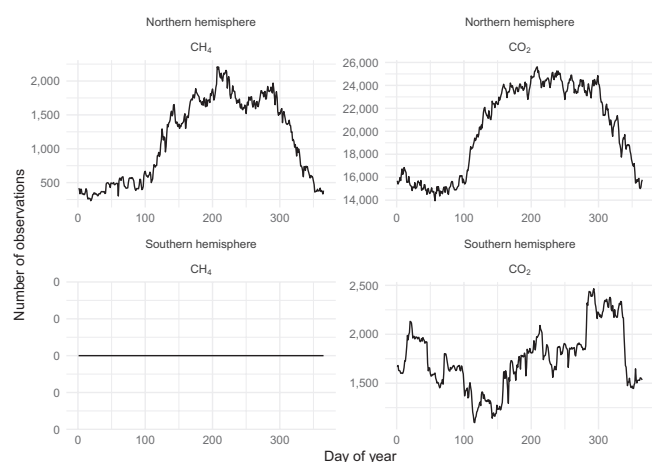 Northern hemisphere
CH₄
Northern hemisphere
CO₂
Number of observations
2,000
1,500
1,000
500
0 100 200 300
26,000
24,000
22,000
20,000
18,000
16,000
14,000
0 100 200 300
Southern hemisphere
CH₄
Southern hemisphere
CO₂
0
0
0
0
0
0 100 200 300
2,500
2,000
1,500
0 100 200 300
Day of year